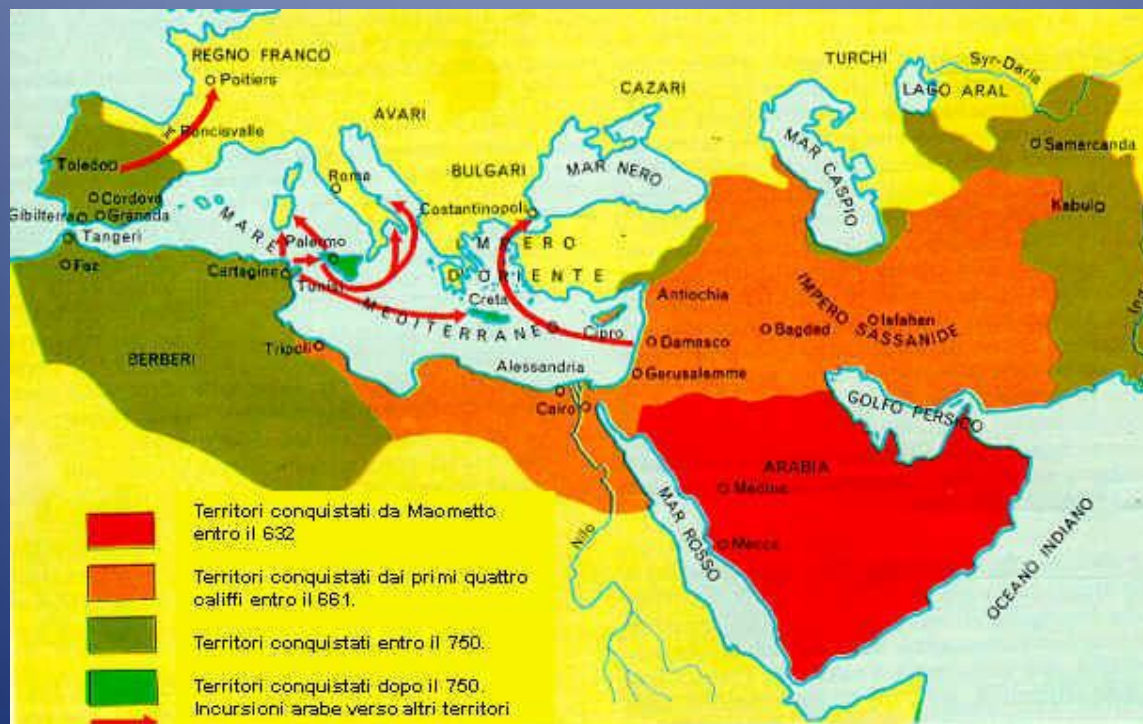 REGNO FRANCO
Poitiers
Roncisvalle
AVARI
CAZARI
TURCHI
Syr-Daria
LAGO ARAL
Samarcanda
Kabul
Toledo
Cordova
Granada
Gibilterra
Tangeri
Fez
Roma
BULGARI
MAR NERO
MAR CASPIO
Costantinopoli
IMPERO
D'ORIENTE
MARE
MEDITERRANEO
Palermo
Cartagine
Tunisi
Creta
Cipro
Antiochia
IMPERO
SASSANIDE
Bagdad
Isfahan
Damasco
Gerusalemme
BERBERI
Tripoli
Alessandria
Cairo
GOLFO PERSICO
ARABIA
Medina
Mecca
MAR ROSSO
Nilo
OCEANO INDIANO
Territori conquistati da Maometto
entro il 632
Territori conquistati dai primi quattro
califfi entro il 661.
Territori conquistati entro il 750.
Territori conquistati dopo il 750.
Incursioni arabe verso altri territori